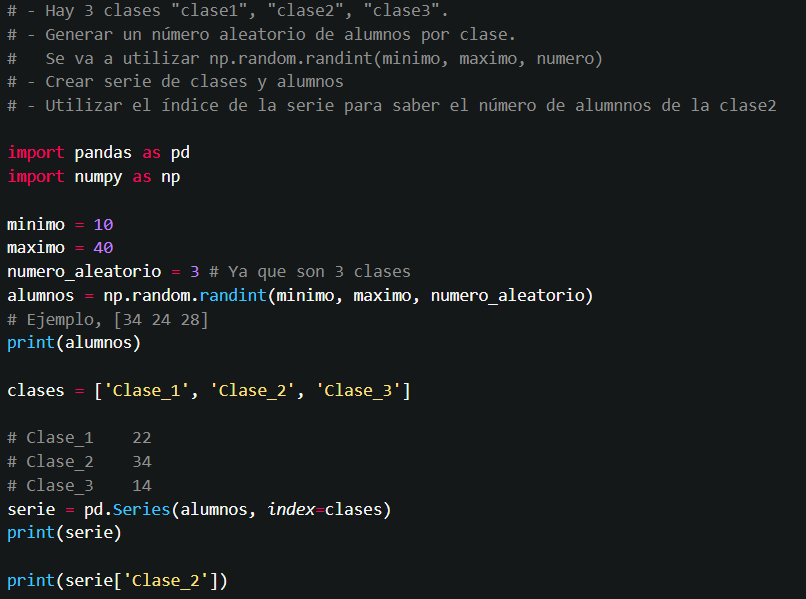 # - Hay 3 clases "clase1", "clase2", "clase3".
# - Generar un número aleatorio de alumnos por clase.
#   Se va a utilizar np.random.randint(minimo, maximo, numero)
# - Crear serie de clases y alumnos
# - Utilizar el índice de la serie para saber el número de alumnnos de la clase2
import pandas as pd
import numpy as np
minimo = 10
maximo = 40
numero_aleatorio = 3 # Ya que son 3 clases
alumnos = np.random.randint(minimo, maximo, numero_aleatorio)
# Ejemplo, [34 24 28]
print(alumnos)
clases = ['Clase_1', 'Clase_2', 'Clase_3']
# Clase_1    22
# Clase_2    34
# Clase_3    14
serie = pd.Series(alumnos, index=clases)
print(serie)
print(serie['Clase_2'])